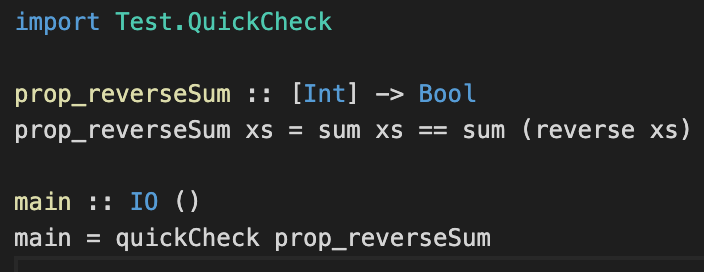 import Test.QuickCheck
prop_reverseSum :: [Int] -> Bool
prop_reverseSum xs = sum xs == sum (reverse xs)
main :: IO ()
main = quickCheck prop_reverseSum